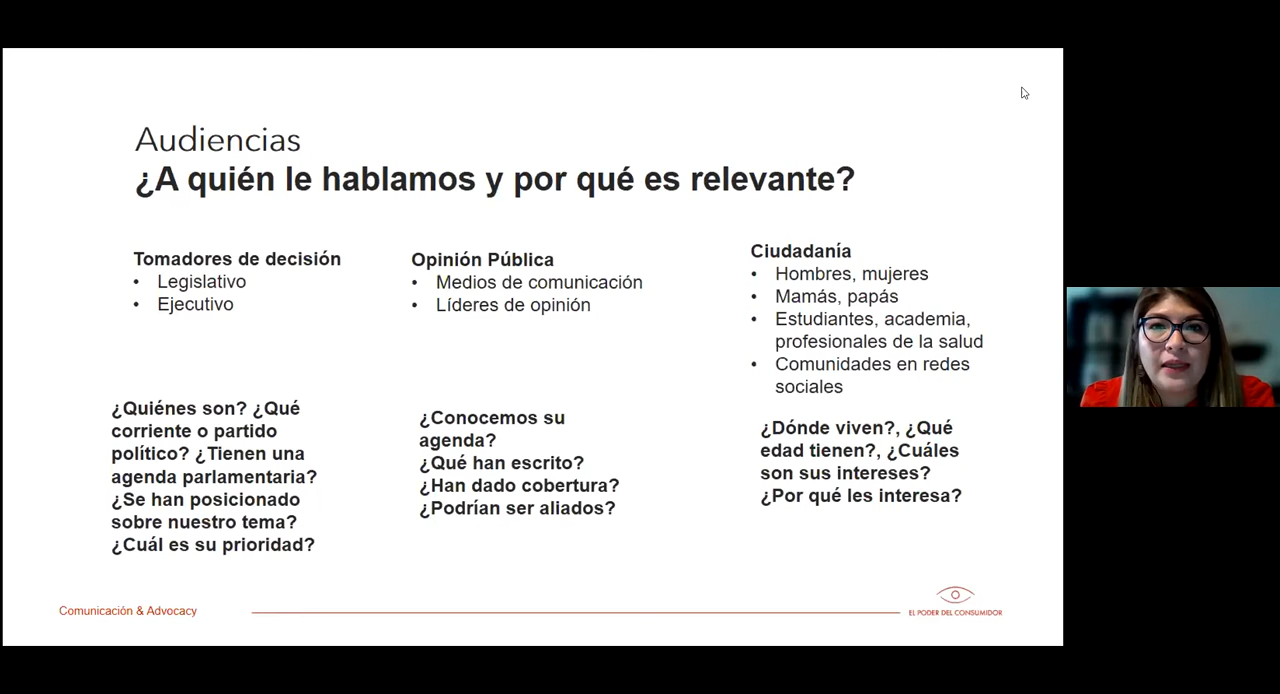 Audiencias
¿A quién le hablamos y por qué es relevante?
Tomadores de decisión
• Legislativo
• Ejecutivo
¿Quiénes son? ¿Qué
corriente o partido
político? ¿Tienen una
agenda parlamentaria?
¿Se han posicionado
sobre nuestro tema?
¿Cuál es su prioridad?
Opinión Pública
• Medios de comunicación
• Líderes de opinión
¿Conocemos su
agenda?
¿Qué han escrito?
¿Han dado cobertura?
¿Podrían ser aliados?
Ciudadanía
• Hombres, mujeres
• Mamás, papás
• Estudiantes, academia,
profesionales de la salud
• Comunidades en redes
sociales
¿Dónde viven?, ¿Qué
edad tienen?, ¿Cuáles
son sus intereses?
¿Por qué les interesa?
Comunicación & Advocacy
EL PODER DEL CONSUMIDOR